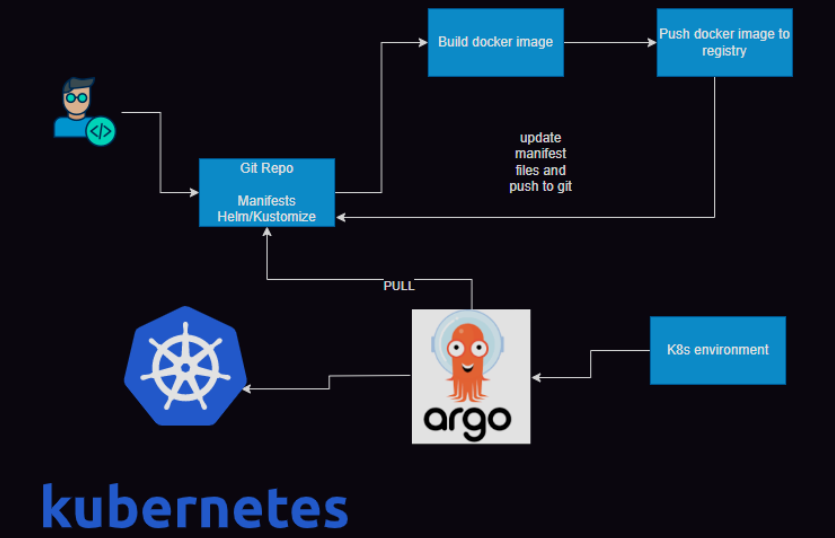 Build docker image
Push docker image to
registry
update
manifest
files and
push to git
Git Repo
Manifests
Helm/Kustomize
PULL
argo
K8s environment
kubernetes